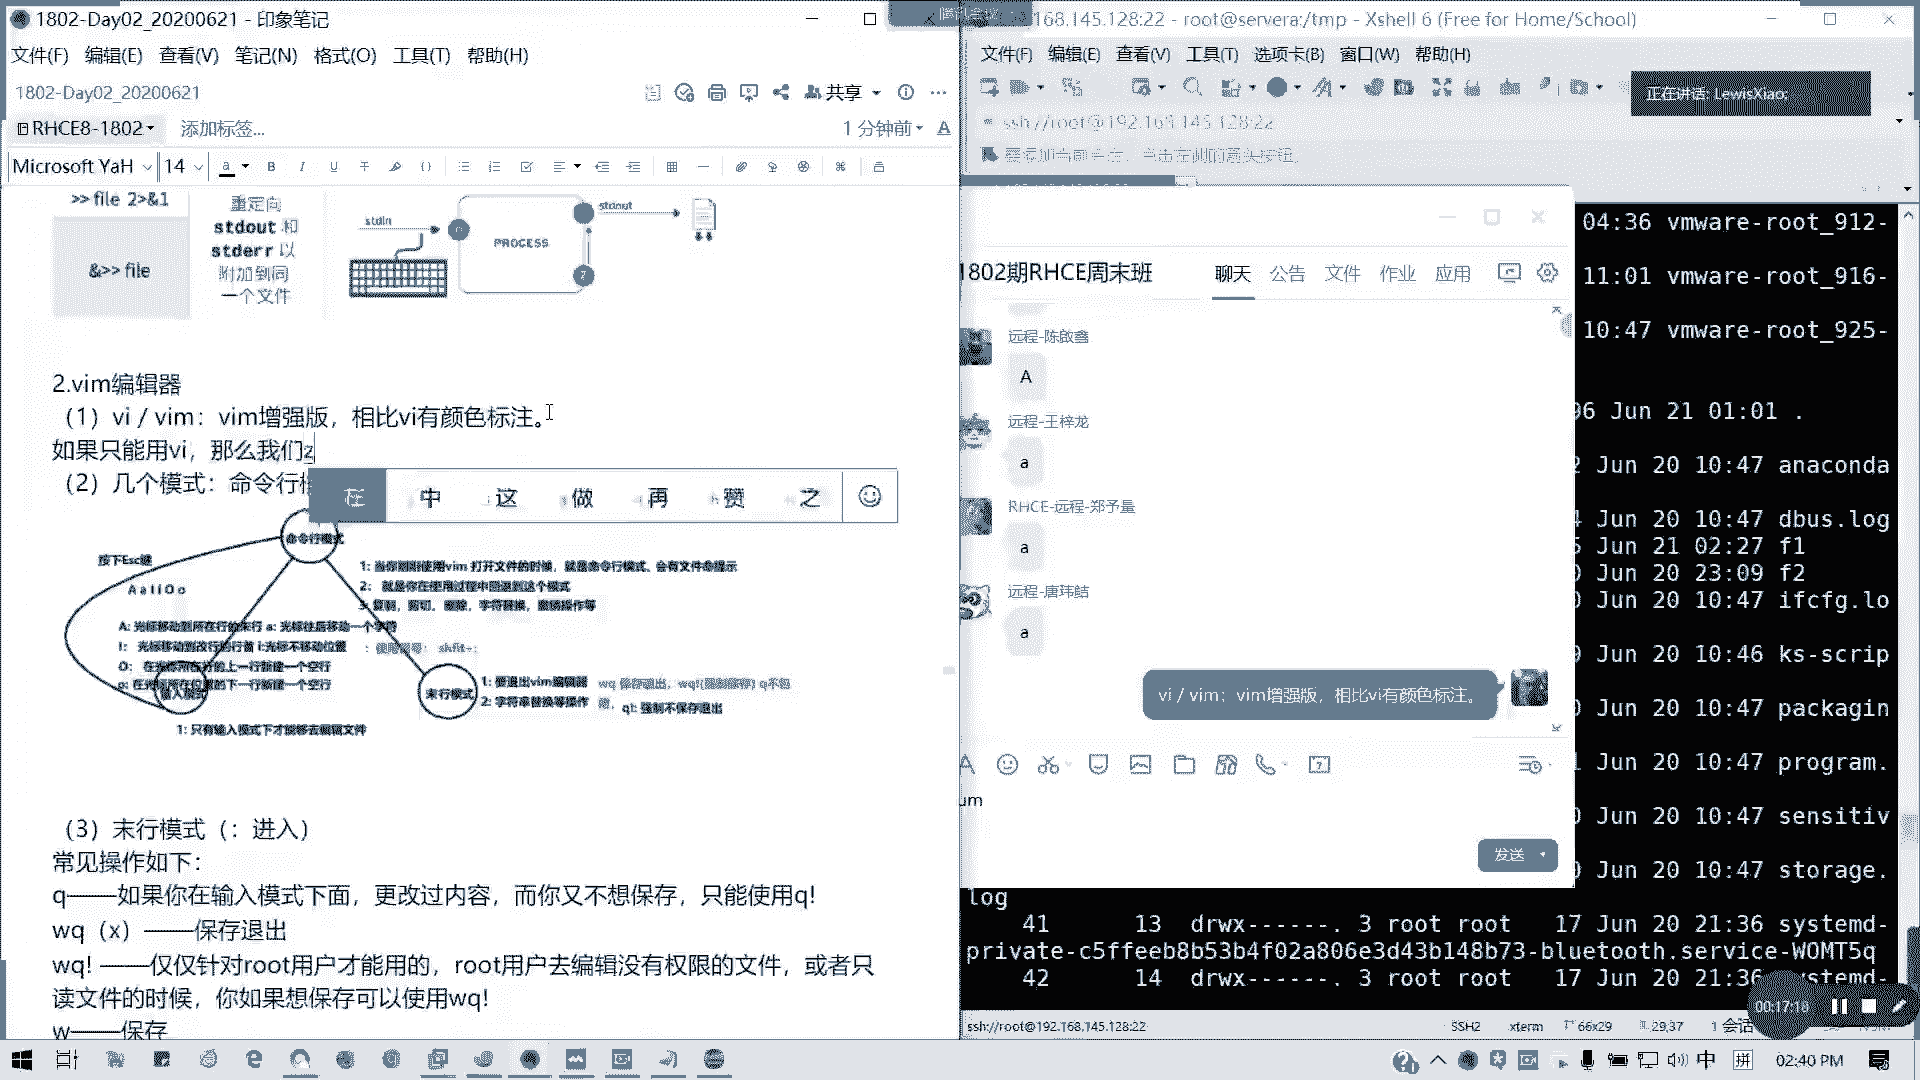 1802-Day02_20200621 - 印象笔记
文件(F) 编辑(E) 查看(V) 笔记(N) 格式(O) 工具(T) 帮助(H)
1802-Day02_20200621
共享
RHCE8-1802
添加标签...
1 分钟前
Microsoft YaH
14
>> file 2>&1
&>> file
重定向
stdout 和
stderr 以
附加到同
一个文件
stdin
PROCESS
stdout
2.vim编辑器
（1）vi / vim：vim增强版，相比vi有颜色标注。
如果只能用vi，那么我们z
在 中 这 做 再 赞 之
（2）几个模式：命令行
命令行模式
按下Esc键
A a I i O o
1: 当你刚刚使用vim 打开文件的时候，就是命令行模式、会有文件命提示
2: 就是你在使用过程中回退到这个模式
3: 复制，剪切，删除，字符替换，撤销操作等
A: 光标移动到所在行的末行 a: 光标往后移动一个字符
I: 光标移动到改行的行首 i:光标不移动位置
: 使用冒号: shfit+:
O: 在光标所在行的上一行新建一个空行
o: 在光标所在位置的下一行新建一个空行
输入模式
末行模式
1: 要退出vim编辑器
wq 保存退出，wq!(强制保存) q不包
2: 字符串替换等操作
q!: 强制不保存退出
1: 只有输入模式下才能够去编辑文件
（3）末行模式（：进入）
常见操作如下：
q——如果你在输入模式下面，更改过内容，而你又不想保存，只能使用q!
wq（x）——保存退出
wq! ——仅仅针对root用户才能用的，root用户去编辑没有权限的文件，或者只
读文件的时候，你如果想保存可以使用wq!
w——保存
168.145.128:22 - root@servera:/tmp - Xshell 6 (Free for Home/School)
文件(F) 编辑(E) 查看(V) 工具(T) 选项卡(B) 窗口(W) 帮助(H)
正在讲话: LewisXiao;
ssh://root@192.168.145.128:22
要添加当前会话，点击左侧的箭头按钮。
1802期RHCE周末班
聊天 公告 文件 作业 应用
远程-陈啟鑫
A
远程-王梓龙
a
RHCE-远程-郑予量
a
远程-唐玮鲒
a
vi / vim：vim增强版，相比vi有颜色标注。
um
发送
04:36 vmware-root_912-
11:01 vmware-root_916-
10:47 vmware-root_925-
96 Jun 21 01:01 .
Jun 20 10:47 anaconda
Jun 20 10:47 dbus.log
Jun 21 02:27 f1
Jun 20 23:09 f2
Jun 20 10:47 ifcfg.lo
Jun 20 10:46 ks-scrip
Jun 20 10:47 packagin
Jun 20 10:47 program.
Jun 20 10:47 sensitiv
Jun 20 10:47 storage.
log
41 13 drwx------. 3 root root 17 Jun 20 21:36 systemd-
private-c5ffeeb8b53b4f02a806e3d43b148b73-bluetooth.service-WOMT5q
42 14 drwx------. 3 root root 17 Jun 20 21:36 systemd-
00:17:16
ssh://root@192.168.145.128:22
SSH2 xterm 66x29 29,37 1 会话
中 拼 02:40 PM